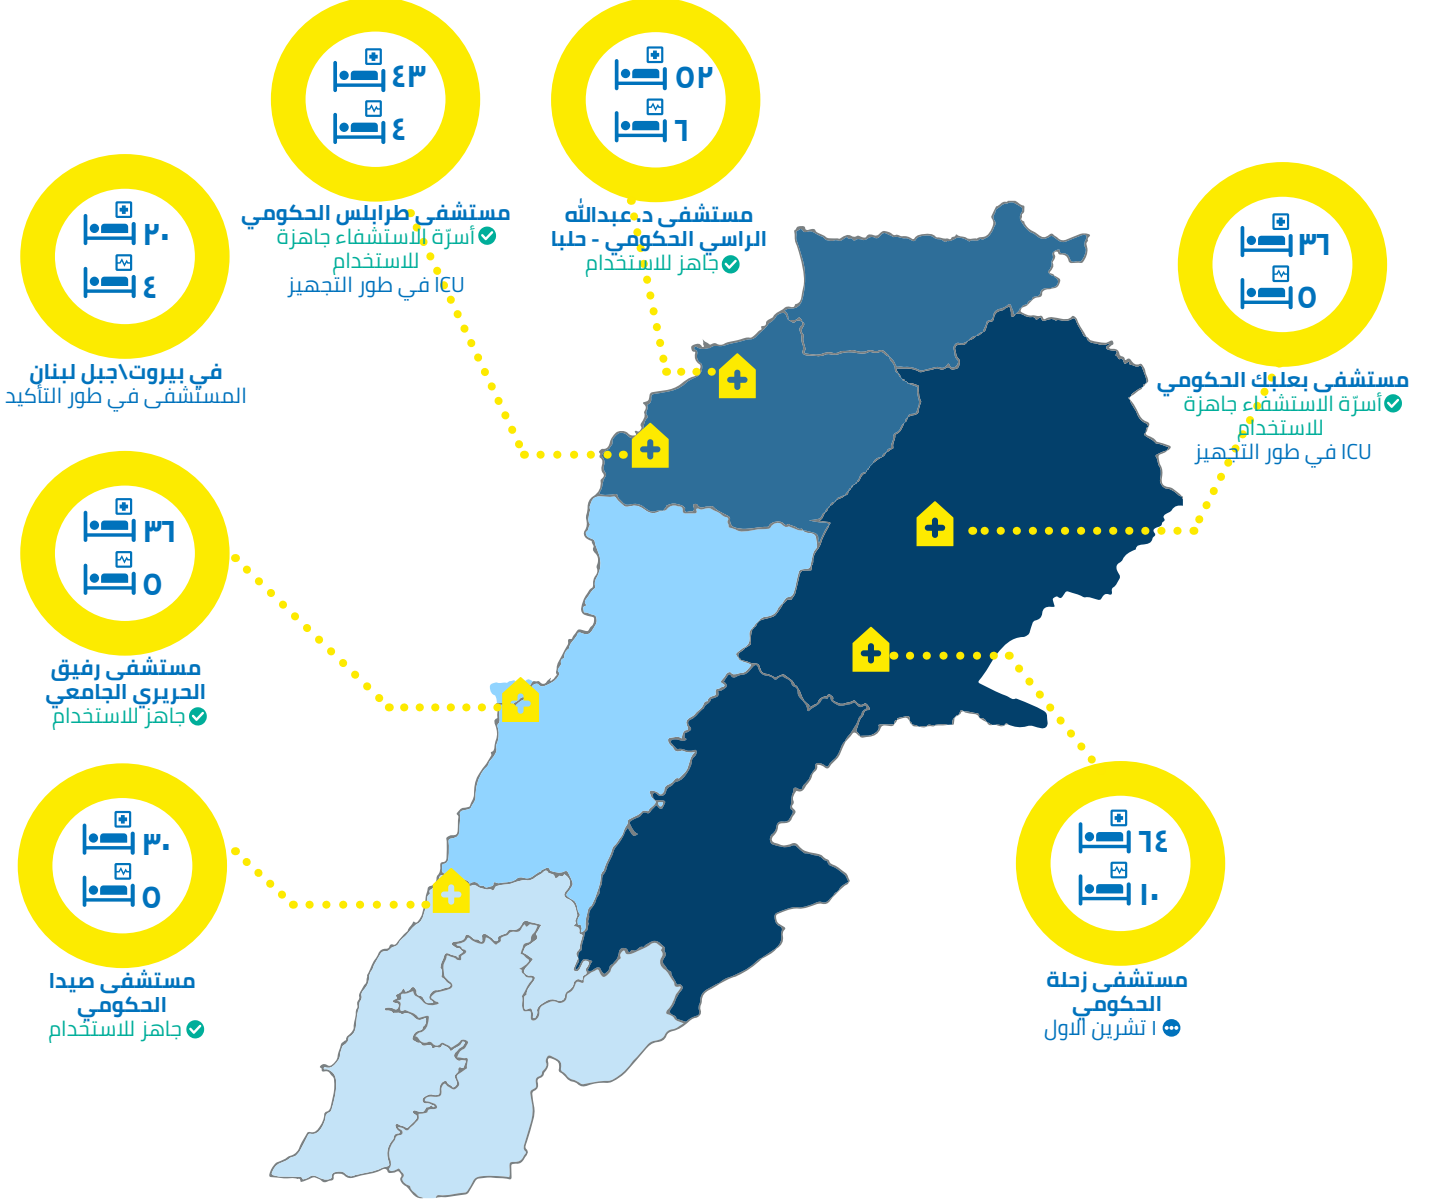 ٤٣
٤
مستشفى طرابلس الحكومي
أسرّة الاستشفاء جاهزة
للاستخدام
ICU في طور التجهيز
٥٢
٦
مستشفى د. عبدالله
الراسي الحكومي - حلبا
جاهز للاستخدام
٣٦
٥
مستشفى بعلبك الحكومي
أسرّة الاستشفاء جاهزة
للاستخدام
ICU في طور التجهيز
٢٠
٤
في بيروت\جبل لبنان
المستشفى في طور التأكيد
٣٦
٥
مستشفى رفيق
الحريري الجامعي
جاهز للاستخدام
٣٠
٥
مستشفى صيدا
الحكومي
جاهز للاستخدام
٦٤
١٠
مستشفى زحلة
الحكومي
١ تشرين الاول